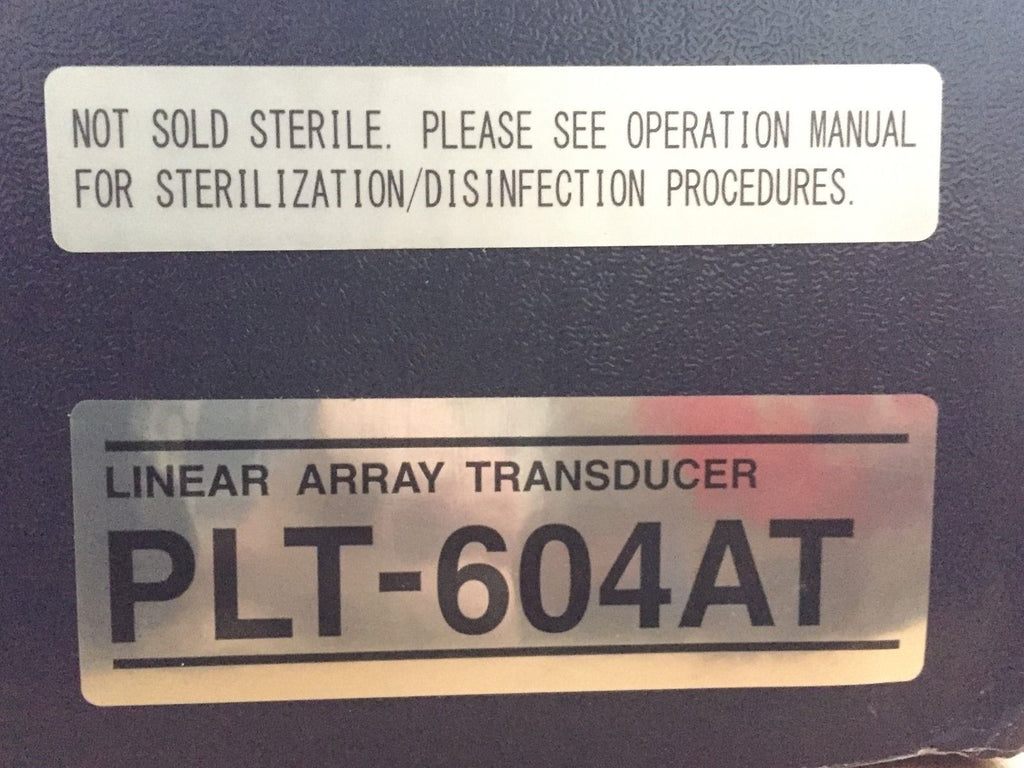 NOT SOLD STERILE. PLEASE SEE OPERATION MANUAL
FOR STERILIZATION/DISINFECTION PROCEDURES.
LINEAR ARRAY TRANSDUCER
PLT-604AT